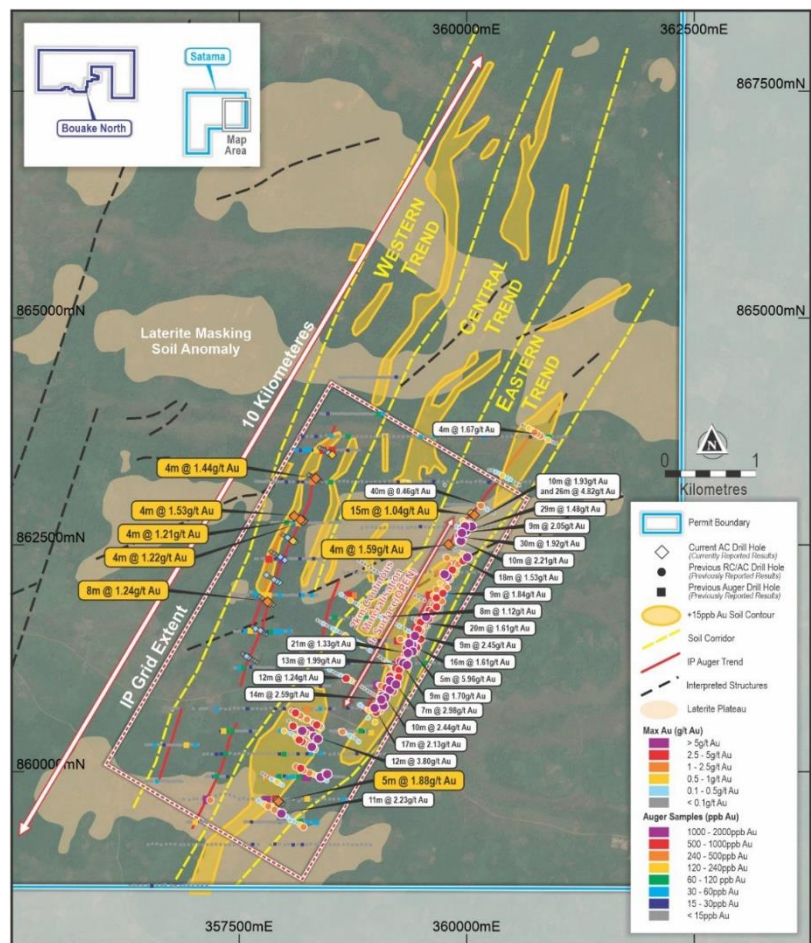 360000mE
362500mE
867500mN
867500mN
Satama
Bouake North
Map
Area
WESTERN
TREND
CENTRAL
TREND
EASTERN
TREND
865000mN
865000mN
Laterite Masking
Soil Anomaly
10 Kilometeres
IP Grid Extent
4m @ 1.67g/t Au
N
0 1
Kilometres
4m @ 1.44g/t Au
4m @ 1.53g/t Au
4m @ 1.21g/t Au
4m @ 1.22g/t Au
8m @ 1.24g/t Au
862500mN
862500mN
40m @ 0.46g/t Au
15m @ 1.04g/t Au
4m @ 1.59g/t Au
10m @ 1.93g/t Au
and 26m @ 4.82g/t Au
29m @ 1.48g/t Au
9m @ 2.05g/t Au
30m @ 1.92g/t Au
10m @ 2.21g/t Au
18m @ 1.53g/t Au
9m @ 1.84g/t Au
8m @ 1.12g/t Au
20m @ 1.61g/t Au
9m @ 2.45g/t Au
16m @ 1.61g/t Au
5m @ 5.96g/t Au
9m @ 1.70g/t Au
7m @ 2.98g/t Au
10m @ 2.44g/t Au
17m @ 2.13g/t Au
12m @ 3.80g/t Au
5m @ 1.88g/t Au
11m @ 2.23g/t Au
21m @ 1.33g/t Au
13m @ 1.99g/t Au
12m @ 1.24g/t Au
14m @ 2.59g/t Au
OPEN
860000mN
860000mN
357500mE
360000mE
Permit Boundary
Current AC Drill Hole
(Currently Reported Results)
Previous RC/AC Drill Hole
(Previously Reported Results)
Previous Auger Drill Hole
(Previously Reported Results)
+15ppb Au Soil Contour
Soil Corridor
IP Auger Trend
Interpreted Structures
Laterite Plateau
Max Au (g/t Au)
> 5g/t Au
2.5 - 5g/t Au
1 - 2.5g/t Au
0.5 - 1g/t Au
0.1 - 0.5g/t Au
< 0.1g/t Au
Auger Samples (ppb Au)
1000 - 2000ppb Au
500 - 1000ppb Au
240 - 500ppb Au
120 - 240ppb Au
60 - 120 ppb Au
30 - 60ppb Au
15 - 30ppb Au
< 15ppb Au